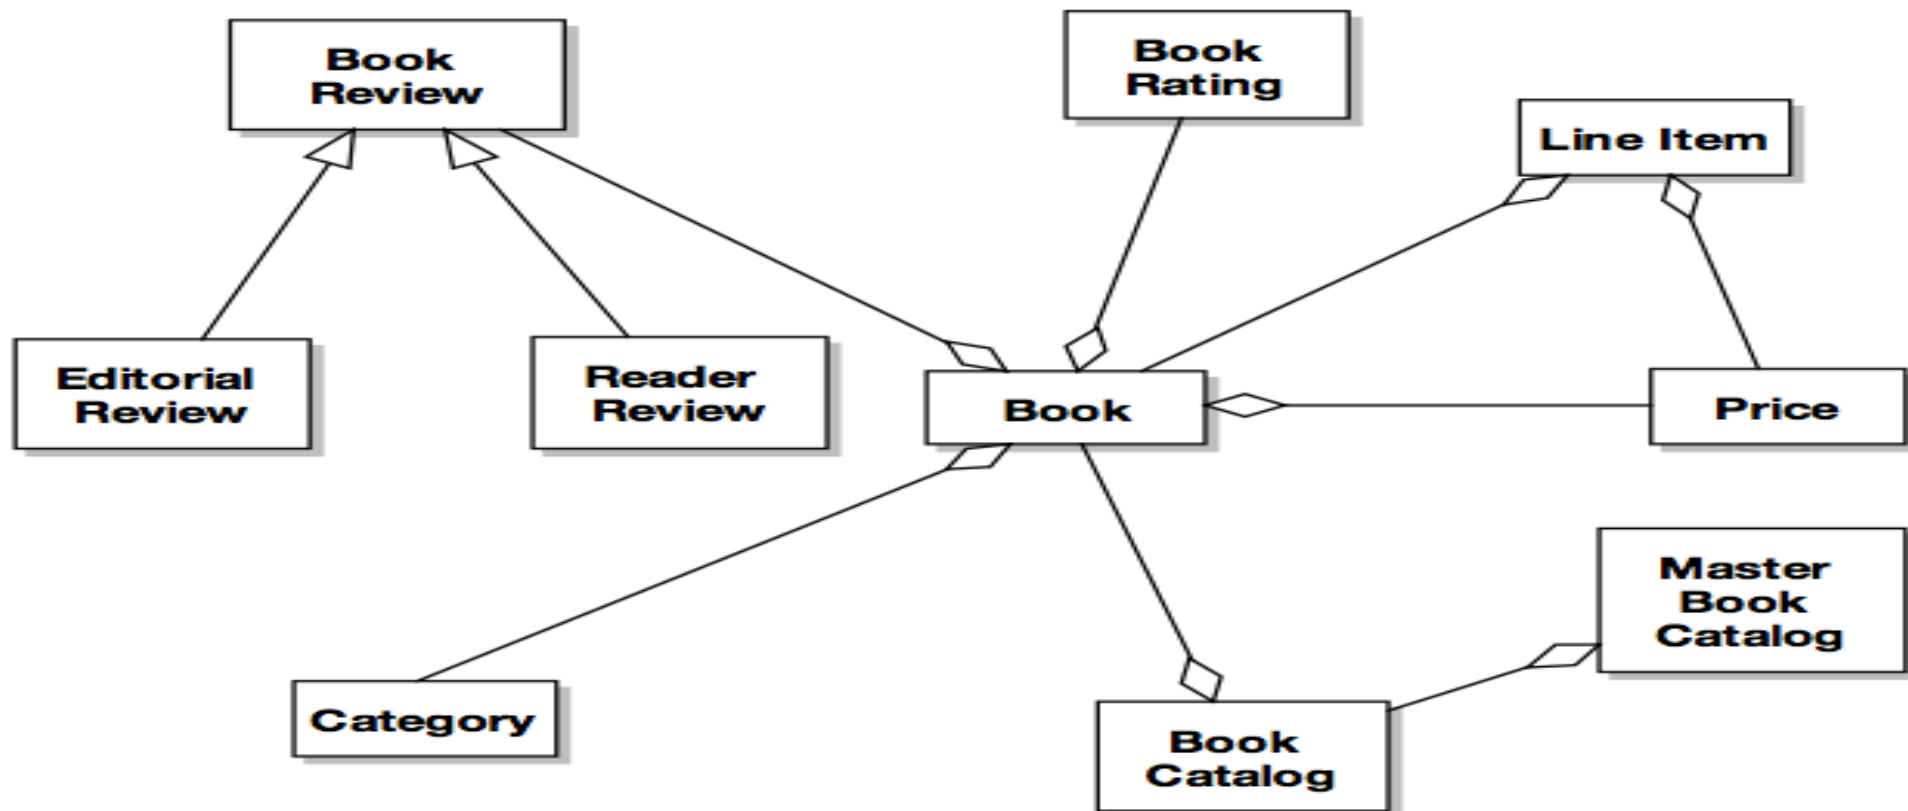 Book
Review
Book
Rating
Line Item
Editorial
Review
Reader
Review
Book
Price
Master
Book
Catalog
Category
Book
Catalog